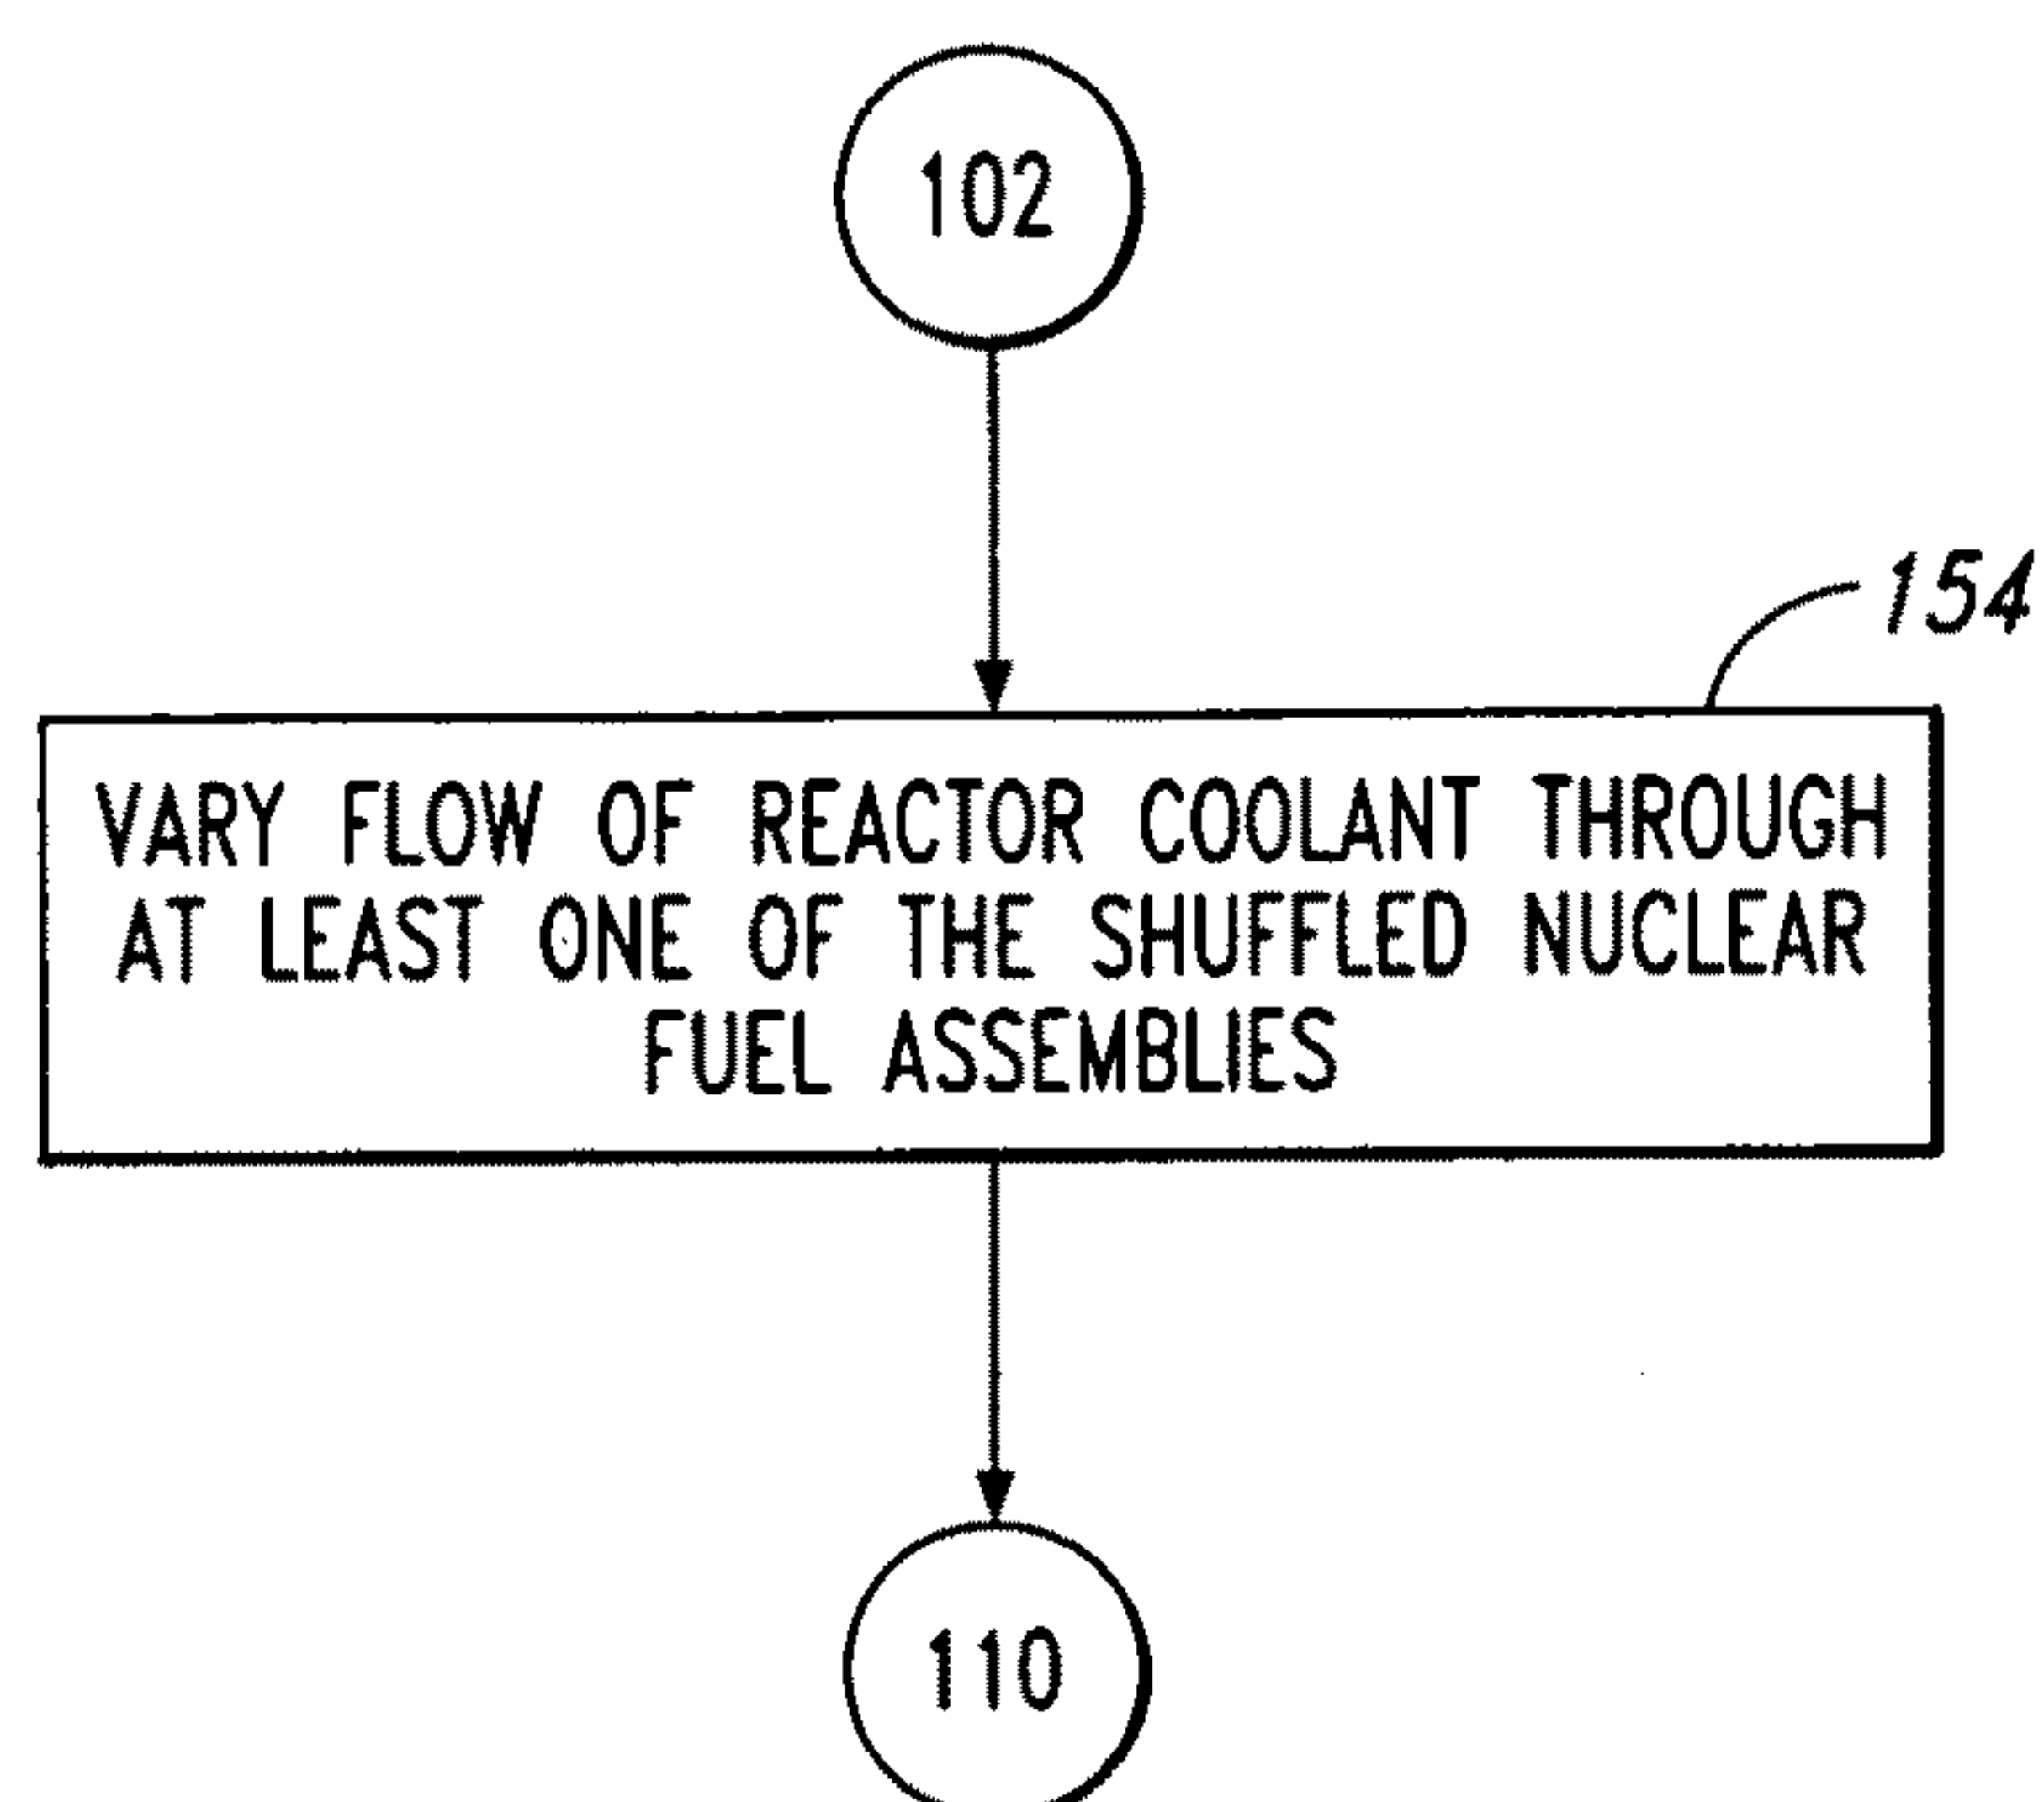 102
154
VARY FLOW OF REACTOR COOLANT THROUGH
AT LEAST ONE OF THE SHUFFLED NUCLEAR
FUEL ASSEMBLIES
110